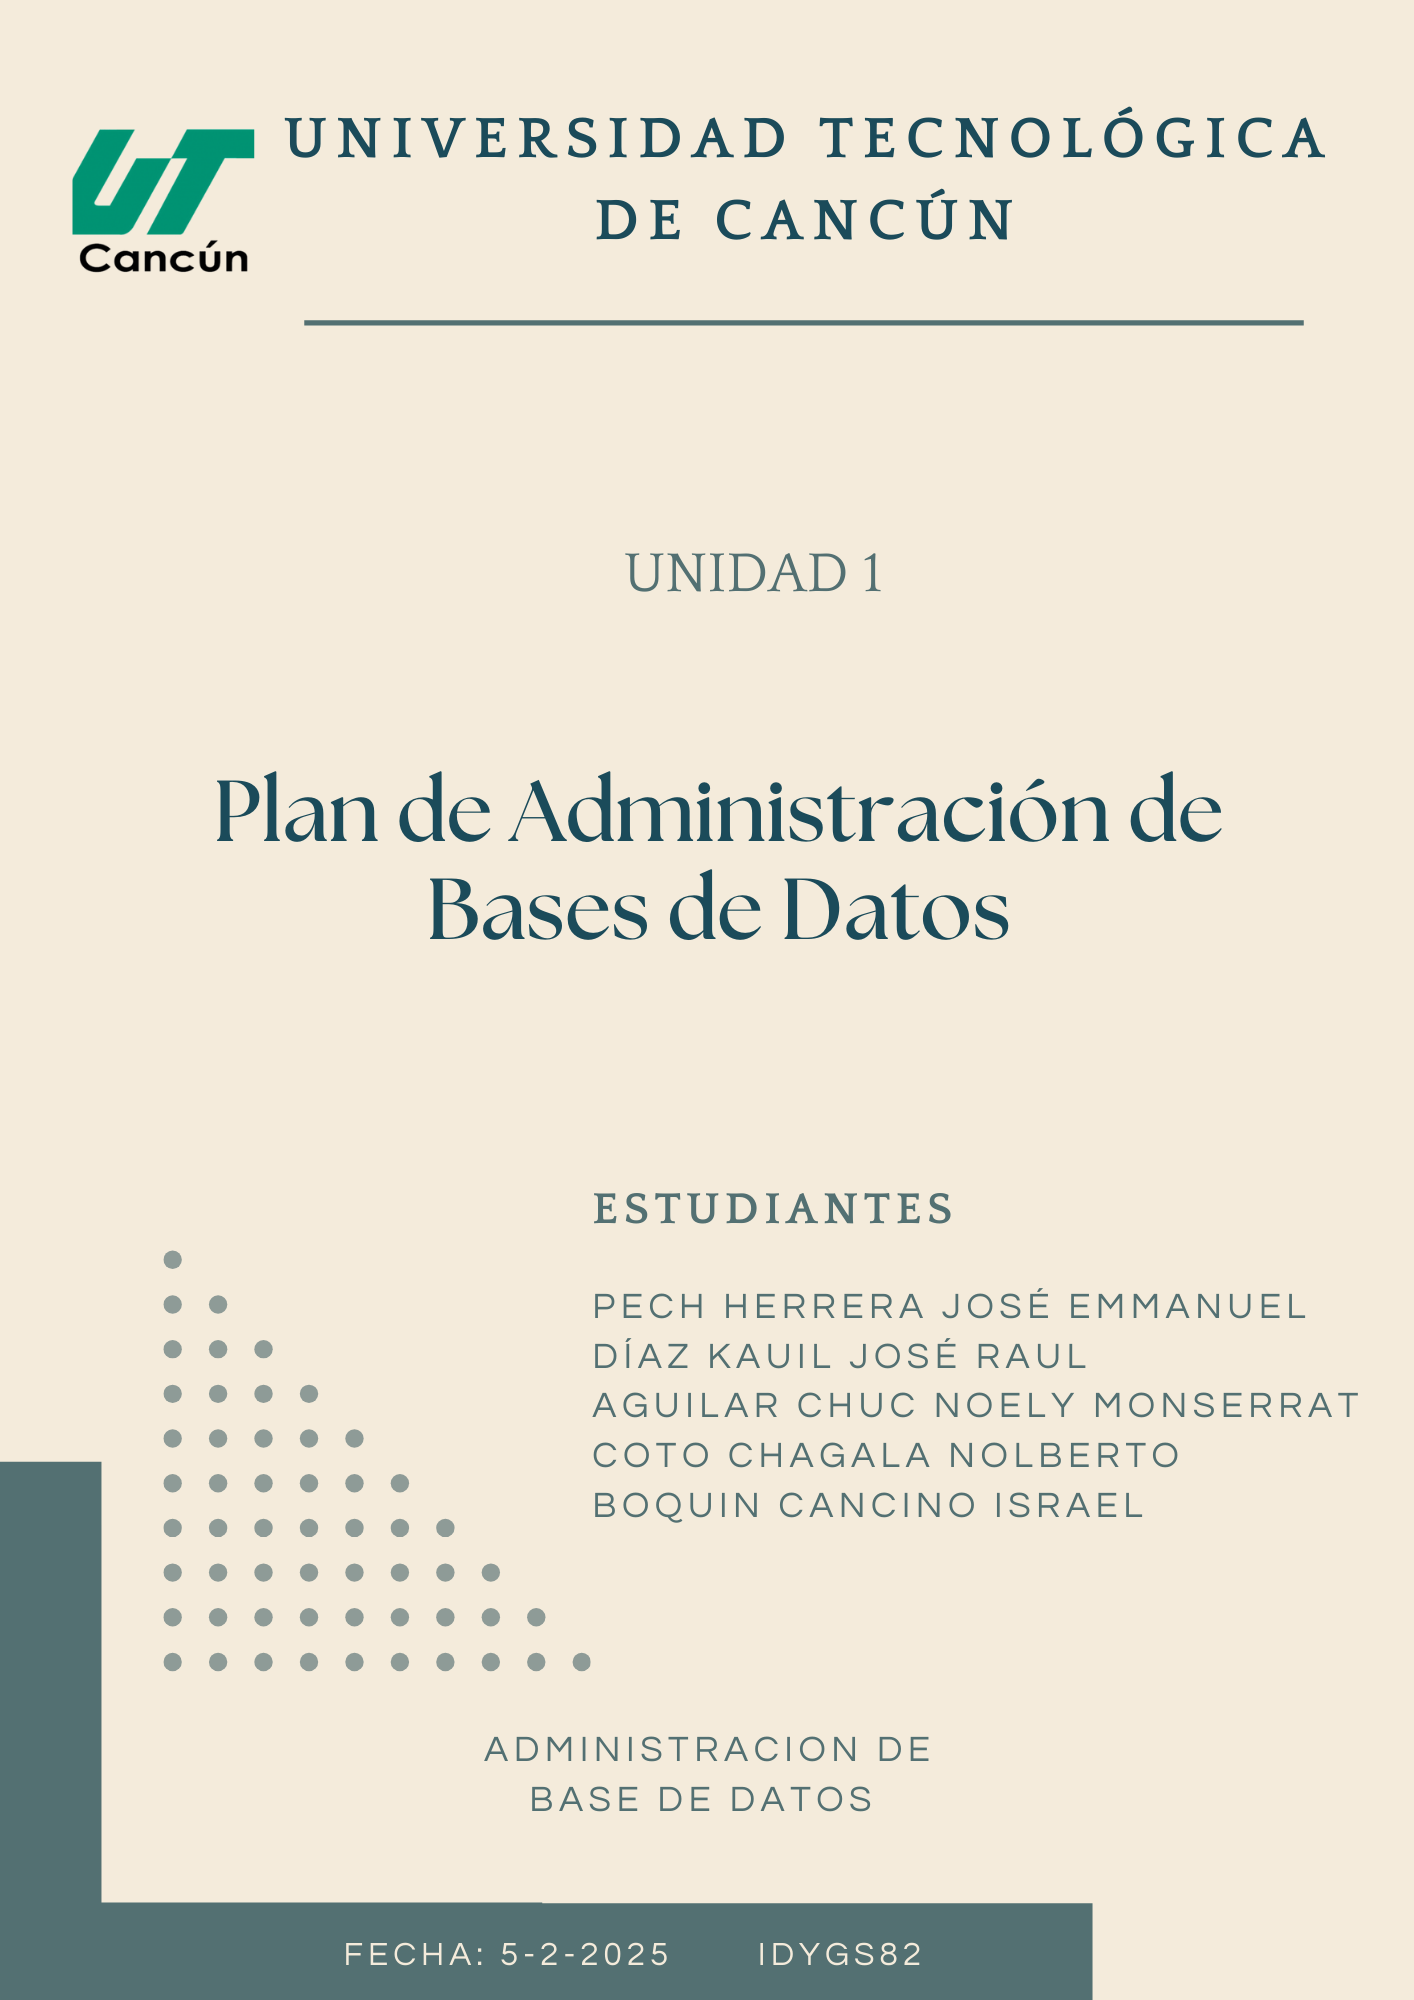 UNIVERSIDAD TECNOLÓGICA
DE CANCÚN
UT
Cancún
UNIDAD 1
Plan de Administración de
Bases de Datos
ESTUDIANTES
PECH HERRERA JOSÉ EMMANUEL
DÍAZ KAUIL JOSÉ RAUL
AGUILAR CHUC NOELY MONSERRAT
COTO CHAGALA NOLBERTO
BOQUIN CANCINO ISRAEL
ADMINISTRACION DE
BASE DE DATOS
FECHA: 5-2-2025 IDYGS82